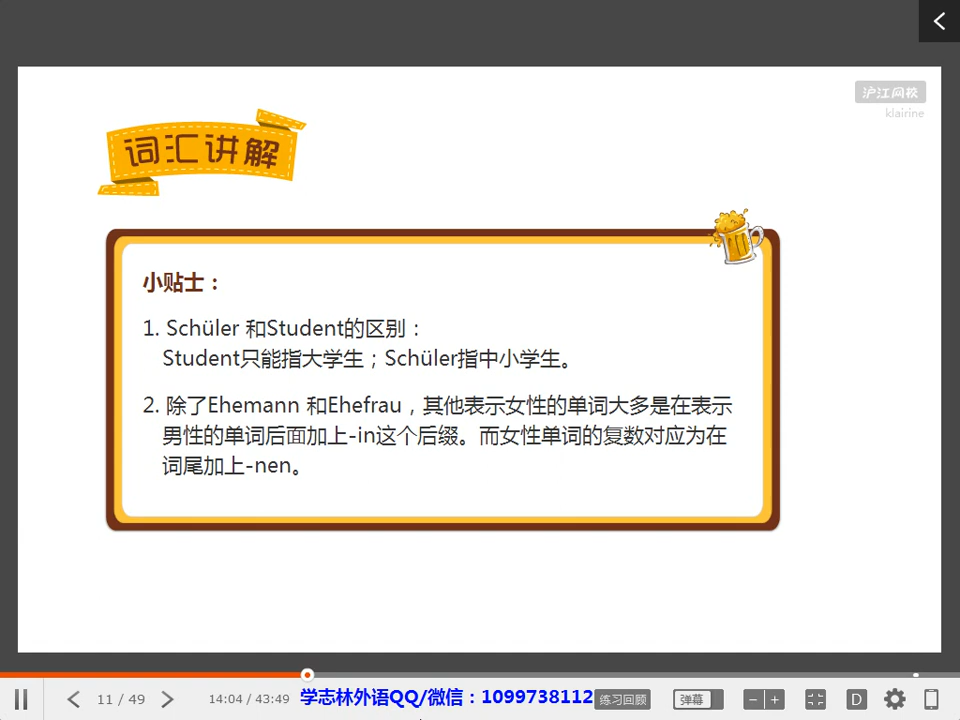 沪江网校
klairine
词汇讲解
小贴士：
1. Schüler 和Student的区别：
Student只能指大学生；Schüler指中小学生。
2. 除了Ehemann 和Ehefrau，其他表示女性的单词大多是在表示
男性的单词后面加上-in这个后缀。而女性单词的复数对应为在
词尾加上-nen。
11 / 49 14:04 / 43:49 学志林外语QQ/微信：1099738112 练习回顾 弹幕 D